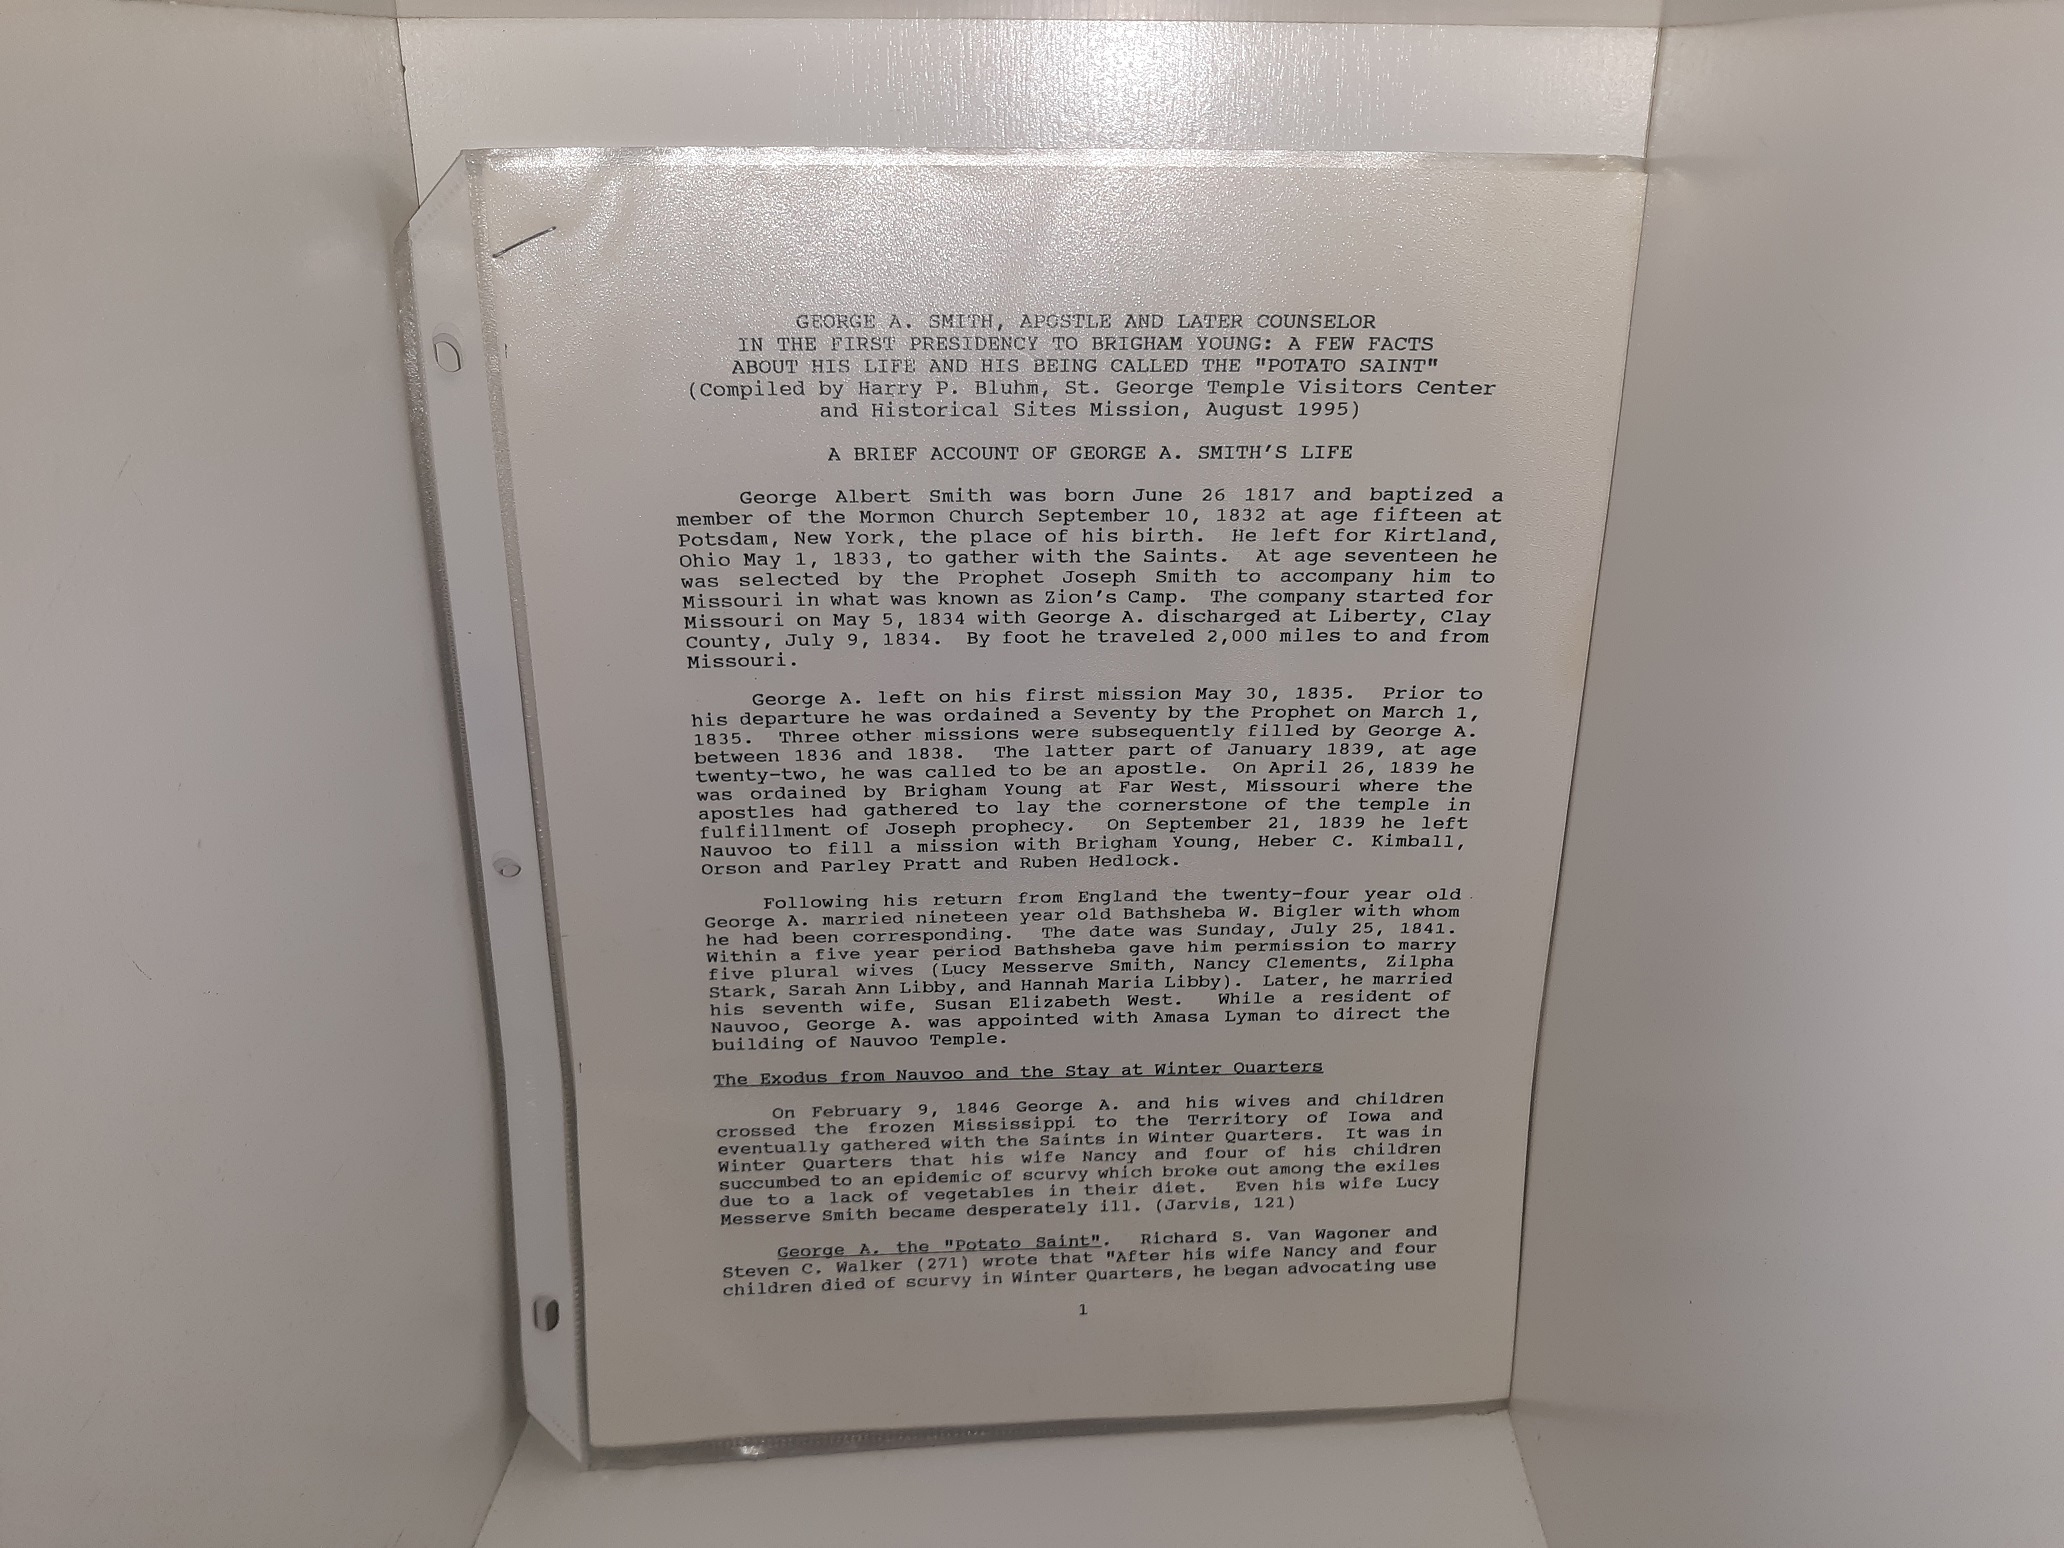 GEORGE A. SMITH, APOSTLE AND LATER COUNSELOR
IN THE FIRST PRESIDENCY TO BRIGHAM YOUNG: A FEW FACTS
ABOUT HIS LIFE AND HIS BEING CALLED THE "POTATO SAINT"
(Compiled by Harry P. Bluhm, St. George Temple Visitors Center
and Historical Sites Mission, August 1995)
A BRIEF ACCOUNT OF GEORGE A. SMITH'S LIFE
George Albert Smith was born June 26 1817 and baptized a
member of the Mormon Church September 10, 1832 at age fifteen at
Potsdam, New York, the place of his birth. He left for Kirtland,
Ohio May 1, 1833, to gather with the Saints. At age seventeen he
was selected by the Prophet Joseph Smith to accompany him to
Missouri in what was known as Zion's Camp. The company started for
Missouri on May 5, 1834 with George A. discharged at Liberty, Clay
County, July 9, 1834. By foot he traveled 2,000 miles to and from
Missouri.
George A. left on his first mission May 30, 1835. Prior to
his departure he was ordained a Seventy by the Prophet on March 1,
1835. Three other missions were subsequently filled by George A.
between 1836 and 1838. The latter part of January 1839, at age
twenty-two, he was called to be an apostle. On April 26, 1839 he
was ordained by Brigham Young at Far West, Missouri where the
apostles had gathered to lay the cornerstone of the temple in
fulfillment of Joseph prophecy. On September 21, 1839 he left
Nauvoo to fill a mission with Brigham Young, Heber C. Kimball,
Orson and Parley Pratt and Ruben Hedlock.
Following his return from England the twenty-four year old
George A. married nineteen year old Bathsheba W. Bigler with whom
he had been corresponding. The date was Sunday, July 25, 1841.
Within a five year period Bathsheba gave him permission to marry
five plural wives (Lucy Messerve Smith, Nancy Clements, Zilpha
Stark, Sarah Ann Libby, and Hannah Maria Libby). Later, he married
his seventh wife, Susan Elizabeth West. While a resident of
Nauvoo, George A. was appointed with Amasa Lyman to direct the
building of Nauvoo Temple.
The Exodus from Nauvoo and the Stay at Winter Quarters
On February 9, 1846 George A. and his wives and children
crossed the frozen Mississippi to the Territory of Iowa and
eventually gathered with the Saints in Winter Quarters. It was in
Winter Quarters that his wife Nancy and four of his children
succumbed to an epidemic of scurvy which broke out among the exiles
due to a lack of vegetables in their diet. Even his wife Lucy
Messerve Smith became desperately ill. (Jarvis, 121)
George A. the "Potato Saint". Richard S. Van Wagoner and
Steven C. Walker (271) wrote that "After his wife Nancy and four
children died of scurvy in Winter Quarters, he began advocating use
1